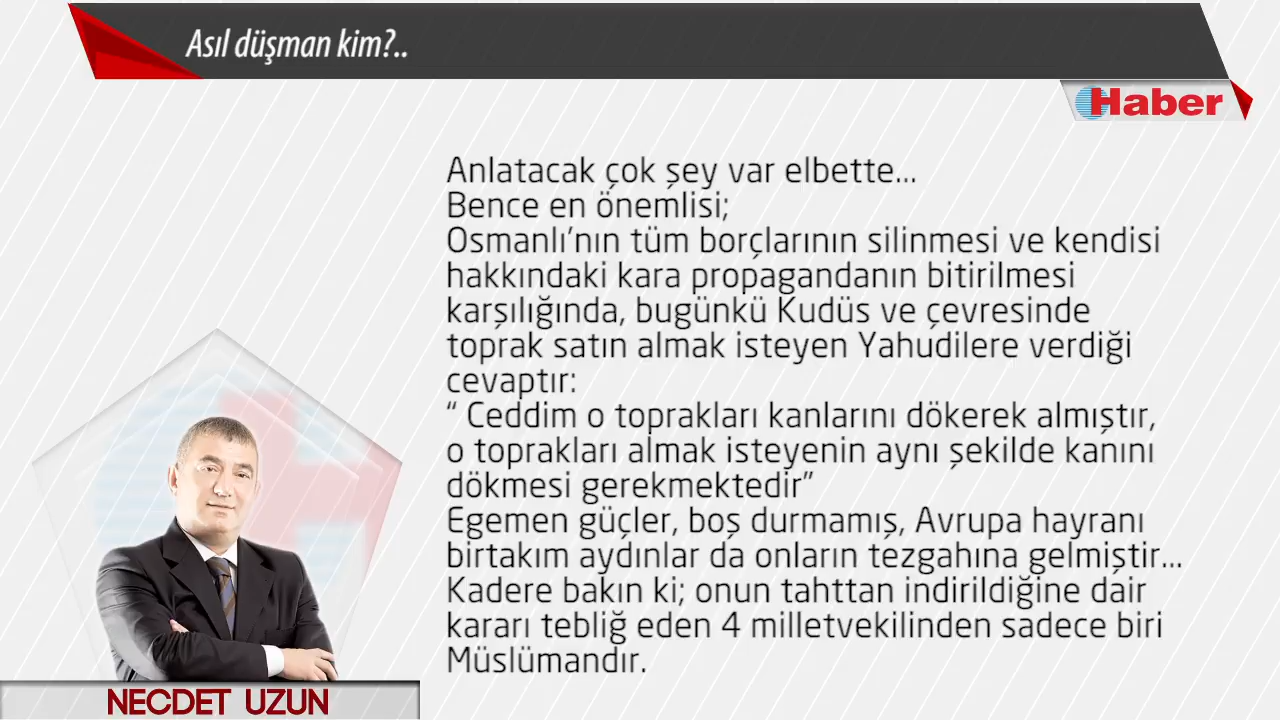 Asıl düşman kim?..
Haber
Anlatacak çok şey var elbette...
Bence en önemlisi;
Osmanlı'nın tüm borçlarının silinmesi ve kendisi
hakkındaki kara propagandanın bitirilmesi
karşılığında, bugünkü Kudüs ve çevresinde
toprak satın almak isteyen Yahudilere verdiği
cevaptır:
“ Ceddim o toprakları kanlarını dökerek almıştır,
o toprakları almak isteyenin aynı şekilde kanını
dökmesi gerekmektedir”
Egemen güçler, boş durmamış, Avrupa hayranı
birtakım aydınlar da onların tezgahına gelmiştir...
Kadere bakın ki; onun tahttan indirildiğine dair
kararı tebliğ eden 4 milletvekilinden sadece biri
Müslümandır.
NECDET UZUN